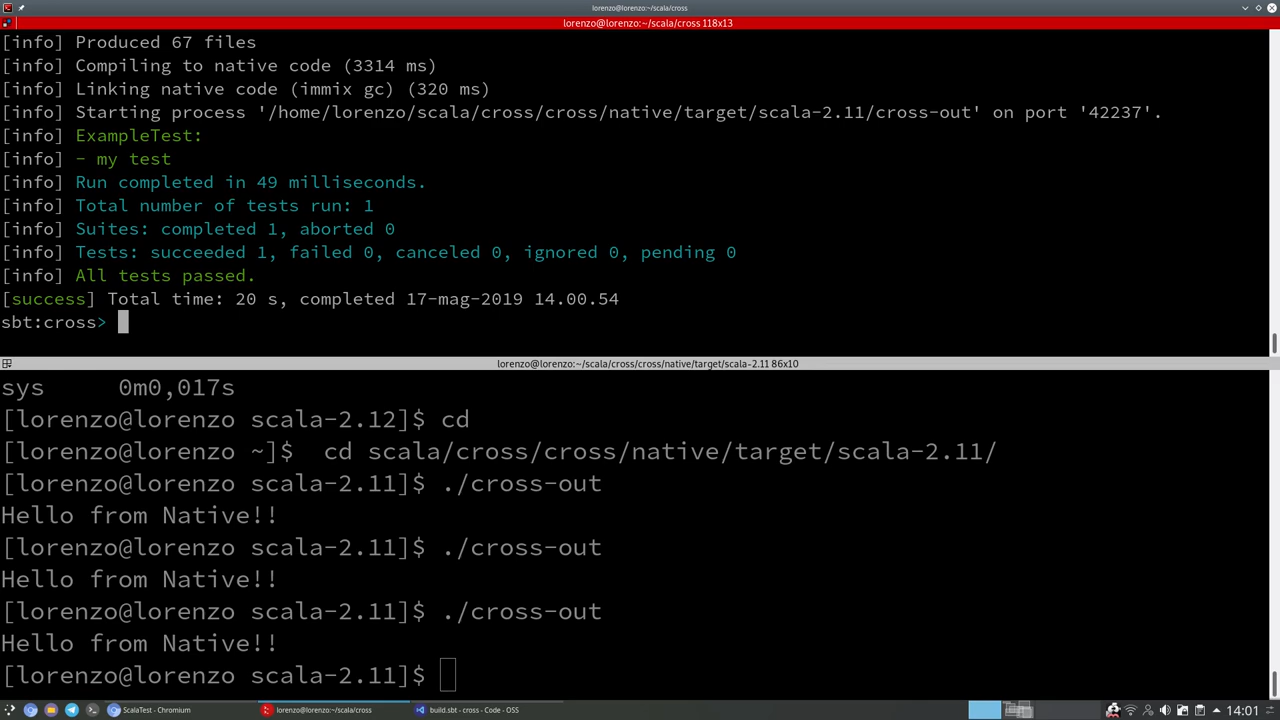 lorenzo@lorenzo:~/scala/cross
lorenzo@lorenzo:~/scala/cross 118x13
[info] Produced 67 files
[info] Compiling to native code (3314 ms)
[info] Linking native code (immix gc) (320 ms)
[info] Starting process '/home/lorenzo/scala/cross/cross/native/target/scala-2.11/cross-out' on port '42237'.
[info] ExampleTest:
[info] - my test
[info] Run completed in 49 milliseconds.
[info] Total number of tests run: 1
[info] Suites: completed 1, aborted 0
[info] Tests: succeeded 1, failed 0, canceled 0, ignored 0, pending 0
[info] All tests passed.
[success] Total time: 20 s, completed 17-mag-2019 14.00.54
sbt:cross>
lorenzo@lorenzo:~/scala/cross/cross/native/target/scala-2.11 86x10
sys 0m0,017s
[lorenzo@lorenzo scala-2.12]$ cd
[lorenzo@lorenzo ~]$ cd scala/cross/cross/native/target/scala-2.11/
[lorenzo@lorenzo scala-2.11]$ ./cross-out
Hello from Native!!
[lorenzo@lorenzo scala-2.11]$ ./cross-out
Hello from Native!!
[lorenzo@lorenzo scala-2.11]$ ./cross-out
Hello from Native!!
[lorenzo@lorenzo scala-2.11]$
ScalaTest - Chromium lorenzo@lorenzo:~/scala/cross build.sbt - cross - Code - OSS 14:01